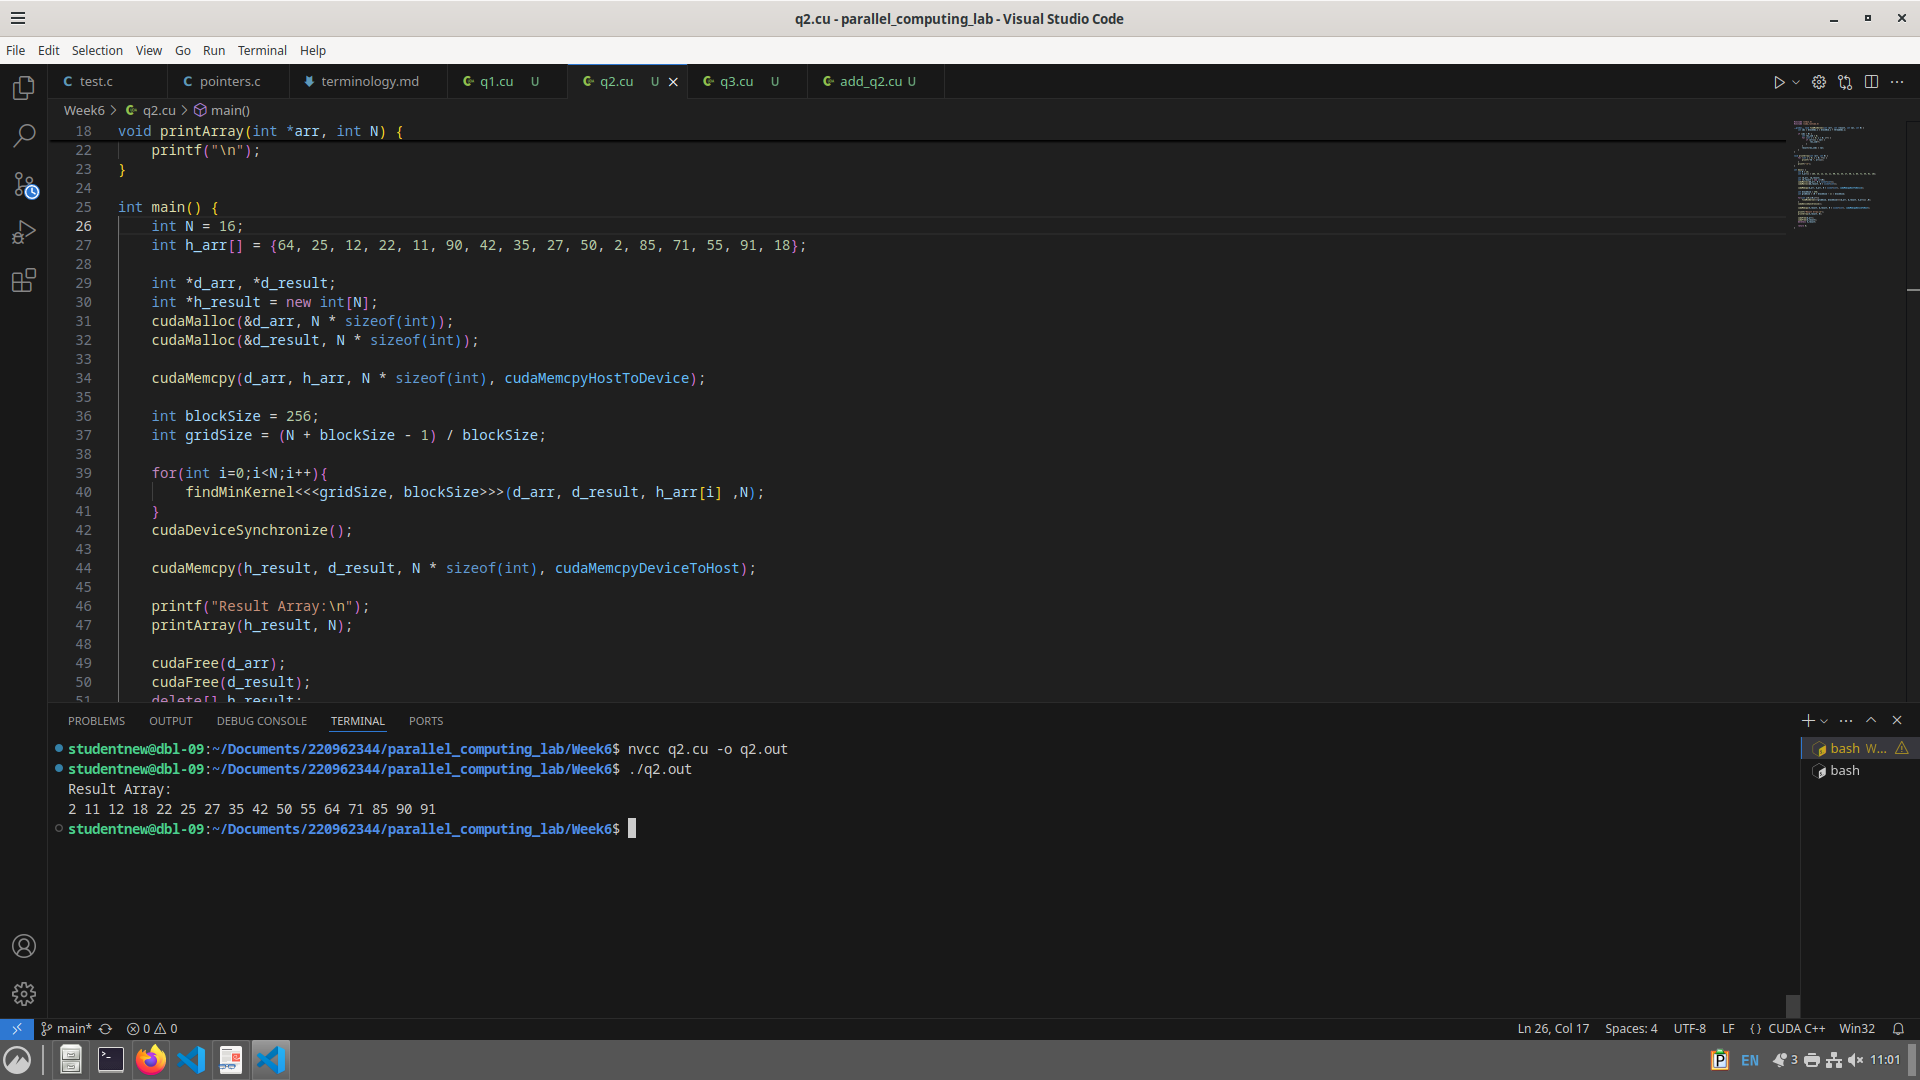 q2.cu - parallel_computing_lab - Visual Studio Code
File Edit Selection View Go Run Terminal Help
test.c pointers.c terminology.md q1.cu U q2.cu U q3.cu U add_q2.cu U
Week6 > q2.cu > main()
18 void printArray(int *arr, int N) {
22 printf("\n");
23 }
24
25 int main() {
26 int N = 16;
27 int h_arr[] = {64, 25, 12, 22, 11, 90, 42, 35, 27, 50, 2, 85, 71, 55, 91, 18};
28
29 int *d_arr, *d_result;
30 int *h_result = new int[N];
31 cudaMalloc(&d_arr, N * sizeof(int));
32 cudaMalloc(&d_result, N * sizeof(int));
33
34 cudaMemcpy(d_arr, h_arr, N * sizeof(int), cudaMemcpyHostToDevice);
35
36 int blockSize = 256;
37 int gridSize = (N + blockSize - 1) / blockSize;
38
39 for(int i=0;i<N;i++){
40 findMinKernel<<<gridSize, blockSize>>>(d_arr, d_result, h_arr[i] ,N);
41 }
42 cudaDeviceSynchronize();
43
44 cudaMemcpy(h_result, d_result, N * sizeof(int), cudaMemcpyDeviceToHost);
45
46 printf("Result Array:\n");
47 printArray(h_result, N);
48
49 cudaFree(d_arr);
50 cudaFree(d_result);
51 delete[] h_result;
PROBLEMS OUTPUT DEBUG CONSOLE TERMINAL PORTS
studentnew@dbl-09:~/Documents/220962344/parallel_computing_lab/Week6$ nvcc q2.cu -o q2.out
studentnew@dbl-09:~/Documents/220962344/parallel_computing_lab/Week6$ ./q2.out
Result Array:
2 11 12 18 22 25 27 35 42 50 55 64 71 85 90 91
studentnew@dbl-09:~/Documents/220962344/parallel_computing_lab/Week6$
bash W...
bash
main* 0 0 Ln 26, Col 17 Spaces: 4 UTF-8 LF {} CUDA C++ Win32
EN 3 11:01